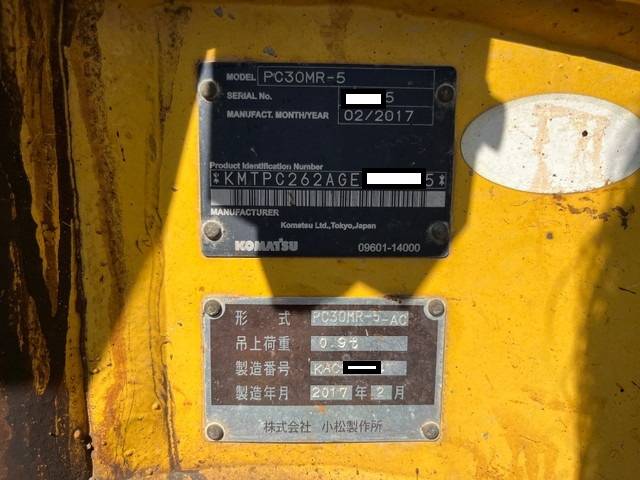 MODEL PC30MR-5
SERIAL No. 5
MANUFACT. MONTH/YEAR 02/2017
Product Identification Number
*KMTPC262AGE 5*
MANUFACTURER
Komatsu Ltd.,Tokyo,Japan
KOMATSU 09601-14000
形式 PC30MR-5-AC
吊上荷重 0.9t
製造番号
製造年月 2017年2月
株式会社 小松製作所